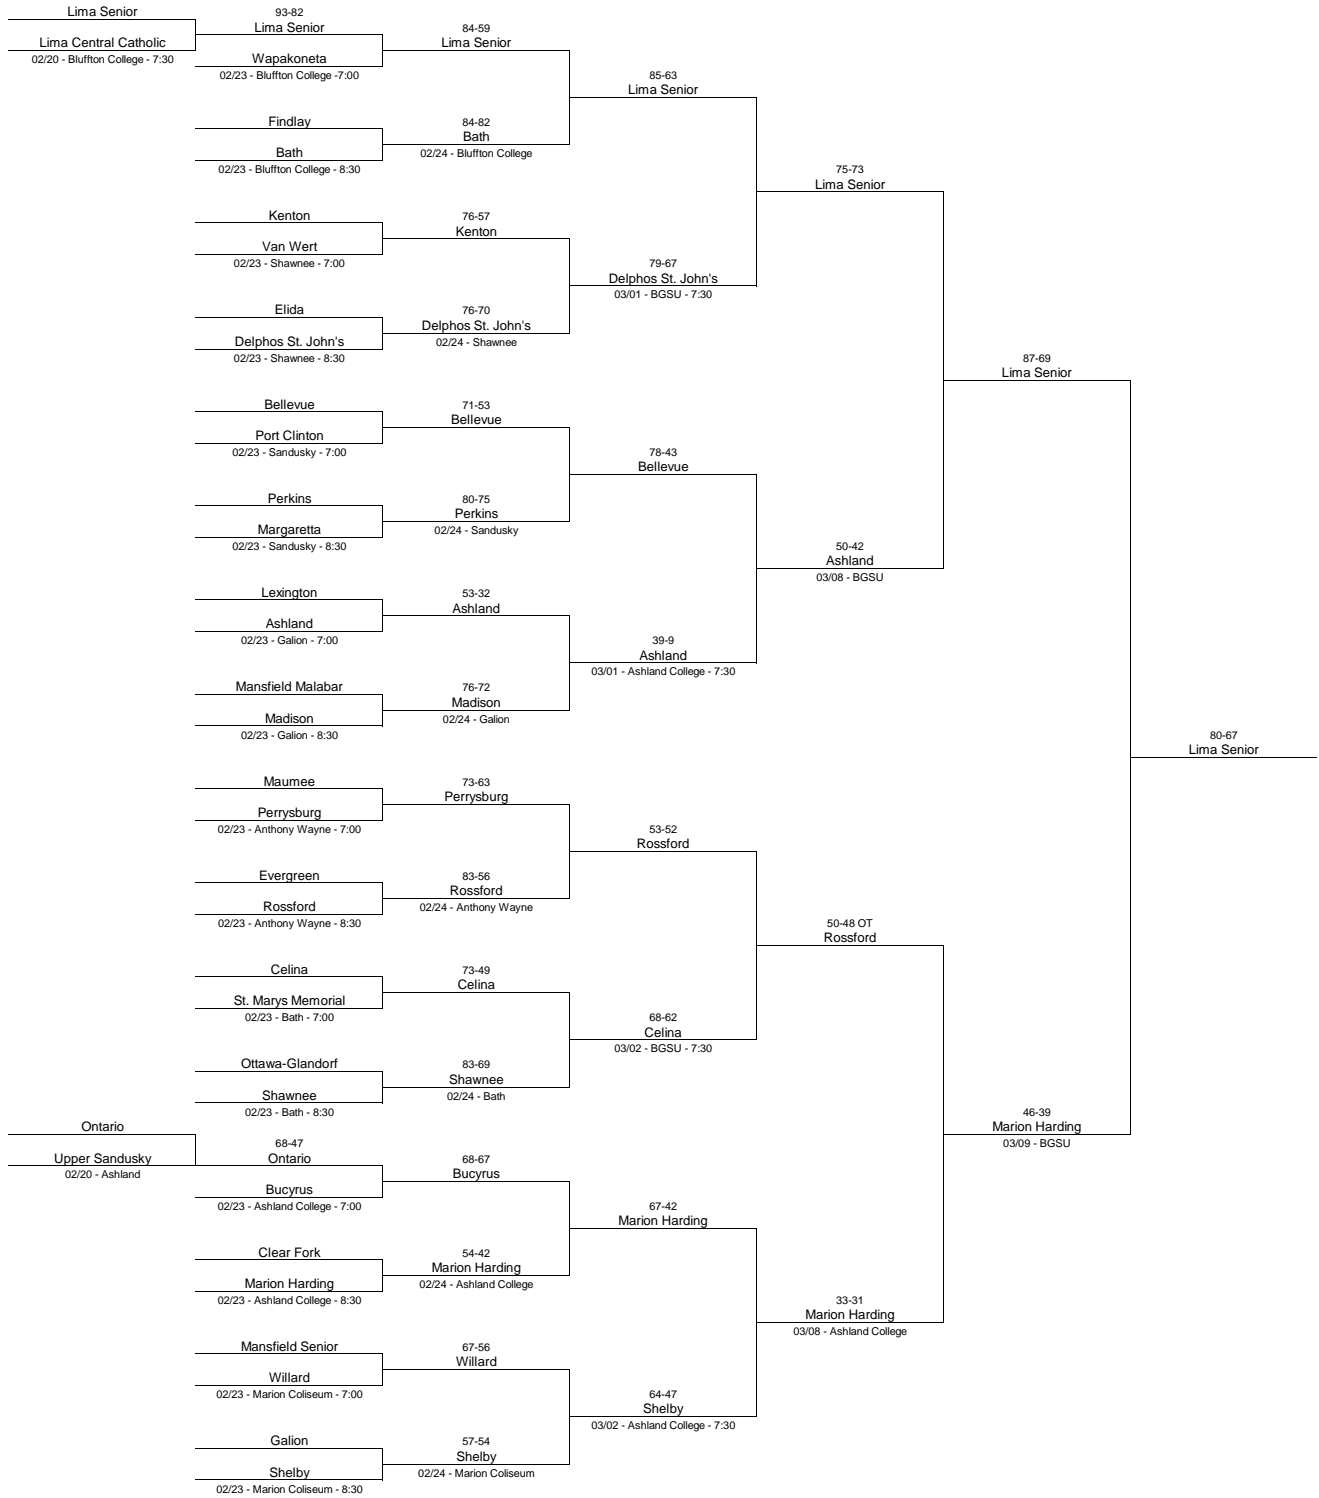 Lima Senior
Lima Central Catholic
02/20 - Bluffton College - 7:30
Ontario
Upper Sandusky
02/20 - Ashland
93-82
Lima Senior
Wapakoneta
02/23 - Bluffton College -7:00
Findlay
Bath
02/23 - Bluffton College - 8:30
Kenton
Van Wert
02/23 - Shawnee - 7:00
Elida
Delphos St. John's
02/23 - Shawnee - 8:30
Bellevue
Port Clinton
02/23 - Sandusky - 7:00
Perkins
Margaretta
02/23 - Sandusky - 8:30
Lexington
Ashland
02/23 - Galion - 7:00
Mansfield Malabar
Madison
02/23 - Galion - 8:30
Maumee
Perrysburg
02/23 - Anthony Wayne - 7:00
Evergreen
Rossford
02/23 - Anthony Wayne - 8:30
Celina
St. Marys Memorial
02/23 - Bath - 7:00
Ottawa-Glandorf
Shawnee
02/23 - Bath - 8:30
68-47
Ontario
Bucyrus
02/23 - Ashland College - 7:00
Clear Fork
Marion Harding
02/23 - Ashland College - 8:30
Mansfield Senior
Willard
02/23 - Marion Coliseum - 7:00
Galion
Shelby
02/23 - Marion Coliseum - 8:30
84-59
Lima Senior
84-82
Bath
02/24 - Bluffton College
76-57
Kenton
76-70
Delphos St. John's
02/24 - Shawnee
71-53
Bellevue
80-75
Perkins
02/24 - Sandusky
53-32
Ashland
76-72
Madison
02/24 - Galion
73-63
Perrysburg
83-56
Rossford
02/24 - Anthony Wayne
73-49
Celina
83-69
Shawnee
02/24 - Bath
68-67
Bucyrus
54-42
Marion Harding
02/24 - Ashland College
67-56
Willard
57-54
Shelby
02/24 - Marion Coliseum
85-63
Lima Senior
79-67
Delphos St. John's
03/01 - BGSU - 7:30
78-43
Bellevue
39-9
Ashland
03/01 - Ashland College - 7:30
53-52
Rossford
68-62
Celina
03/02 - BGSU - 7:30
67-42
Marion Harding
64-47
Shelby
03/02 - Ashland College - 7:30
75-73
Lima Senior
50-42
Ashland
03/08 - BGSU
50-48 OT
Rossford
33-31
Marion Harding
03/08 - Ashland College
87-69
Lima Senior
46-39
Marion Harding
03/09 - BGSU
80-67
Lima Senior